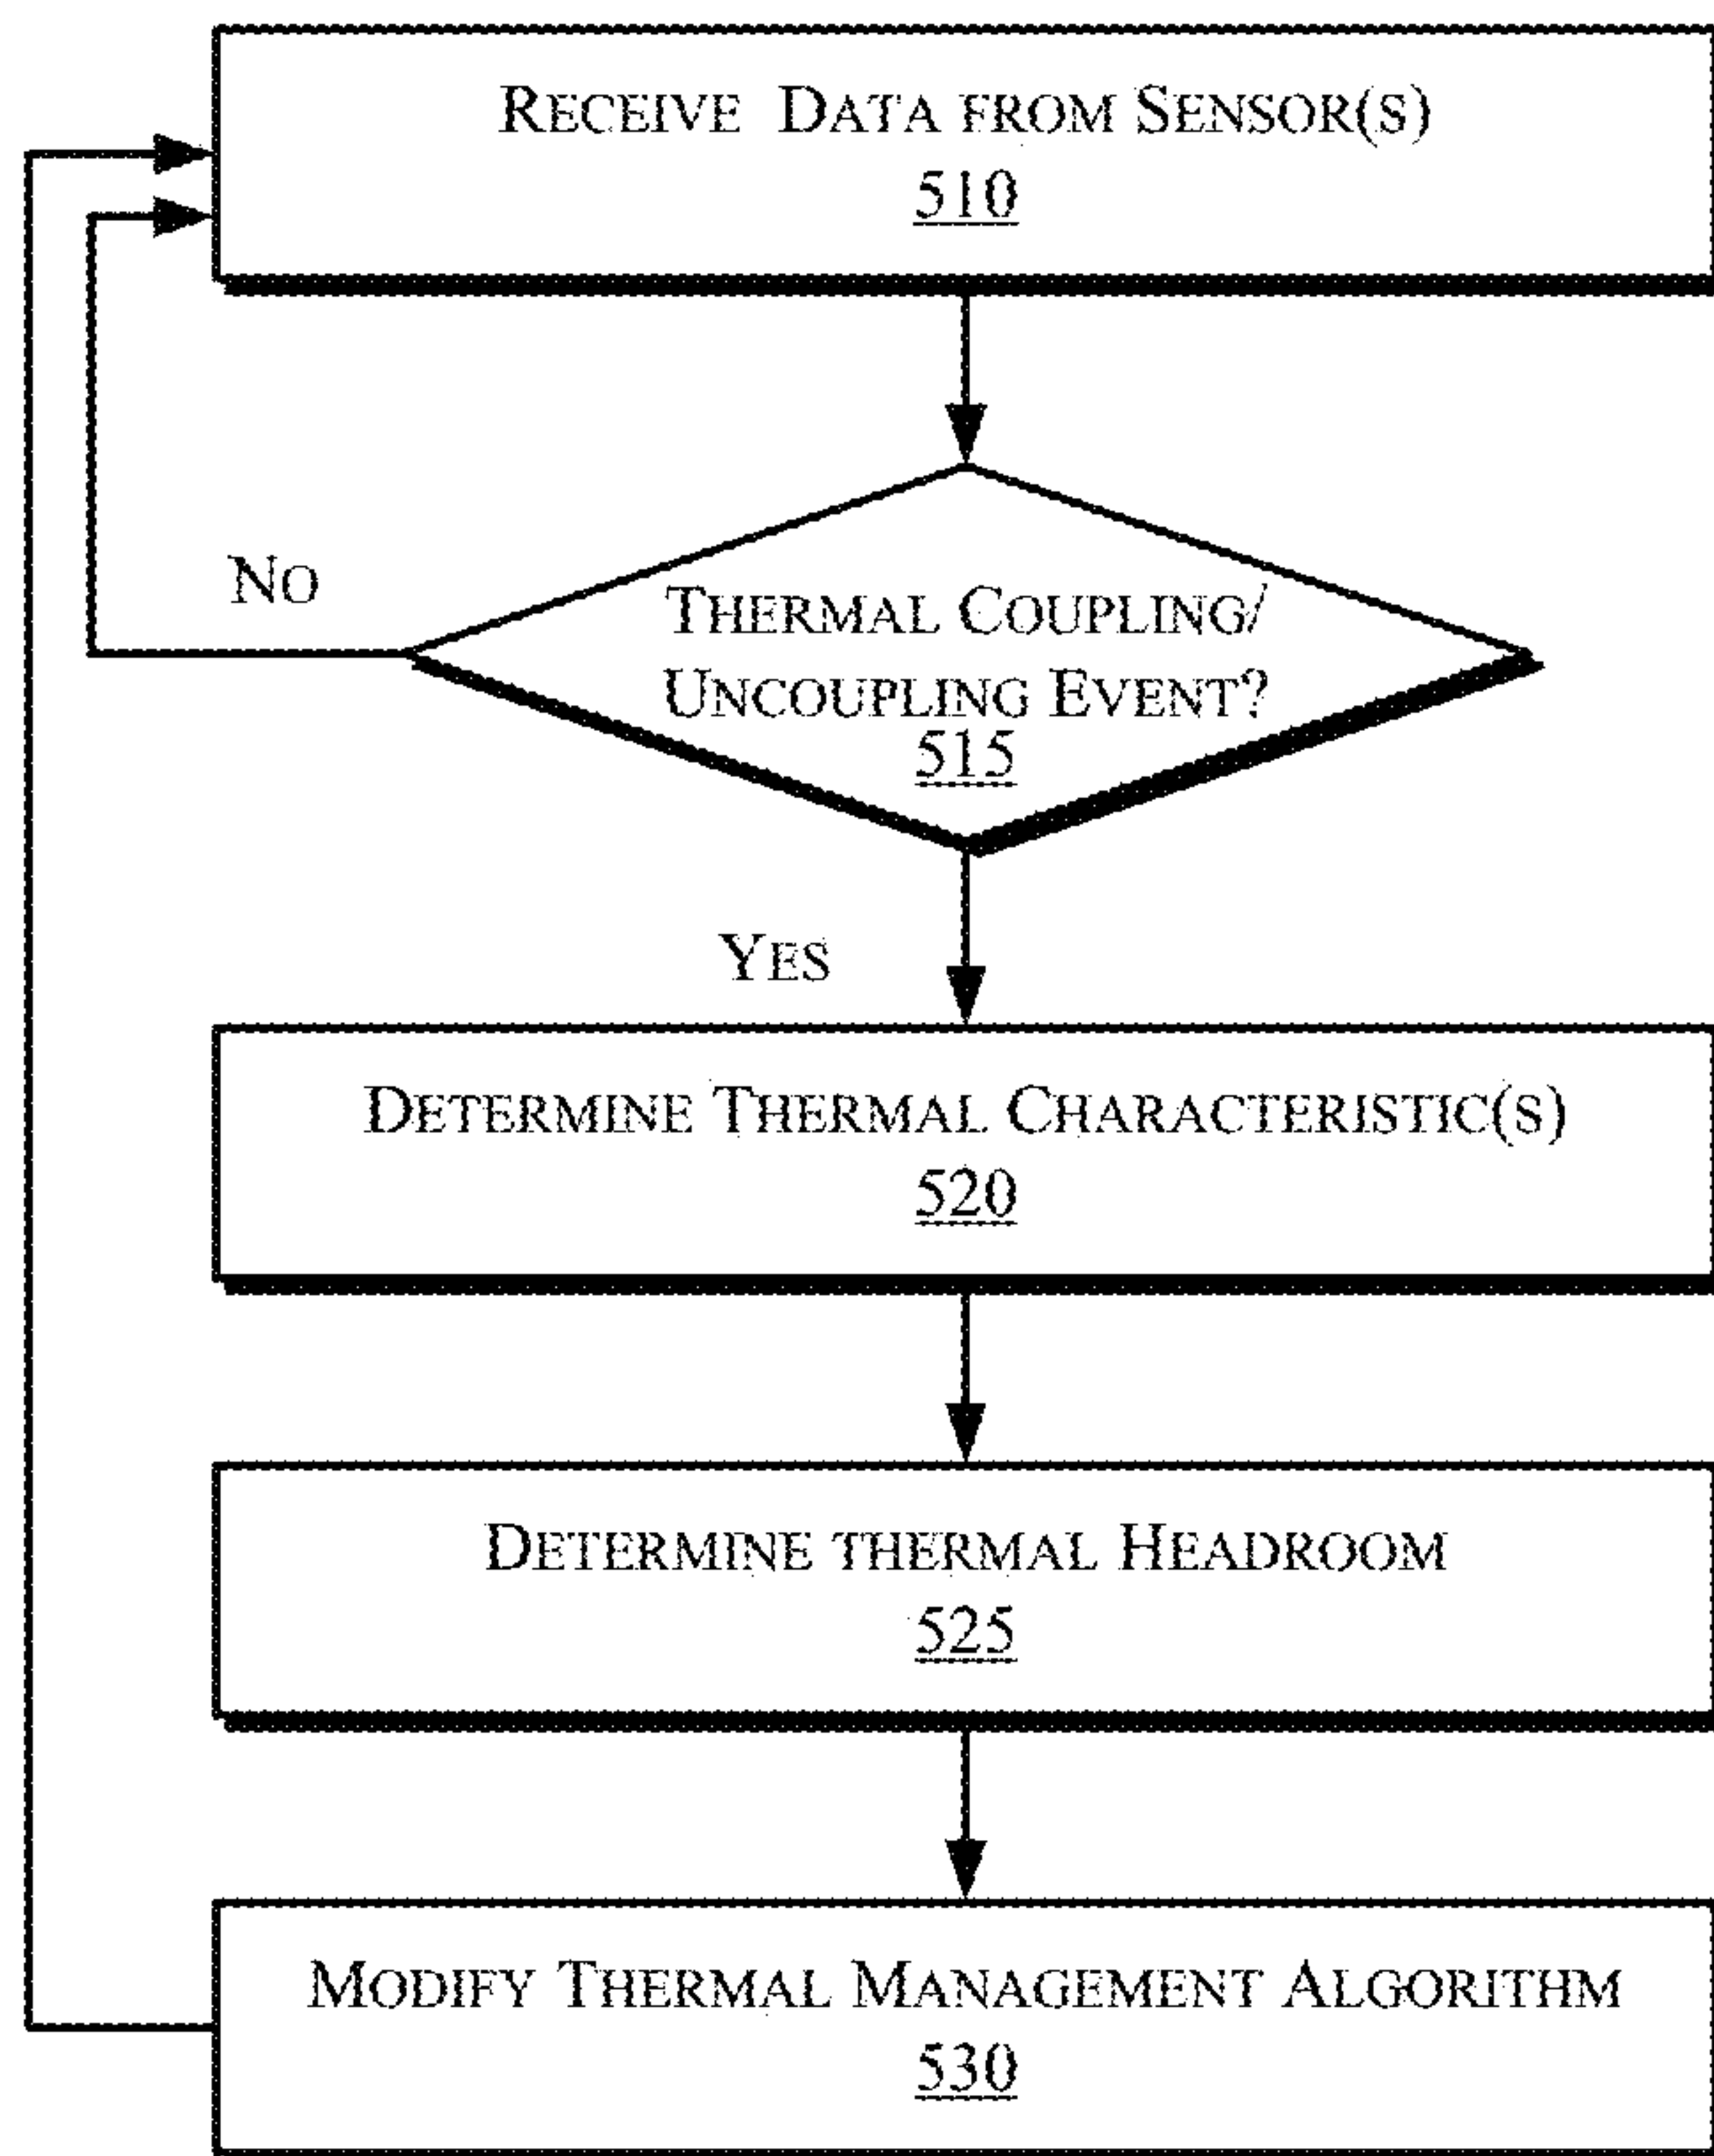 RECEIVE DATA FROM SENSOR(S)
510
THERMAL COUPLING/
UNCOUPLING EVENT?
515
NO
YES
DETERMINE THERMAL CHARACTERISTIC(S)
520
DETERMINE THERMAL HEADROOM
525
MODIFY THERMAL MANAGEMENT ALGORITHM
530